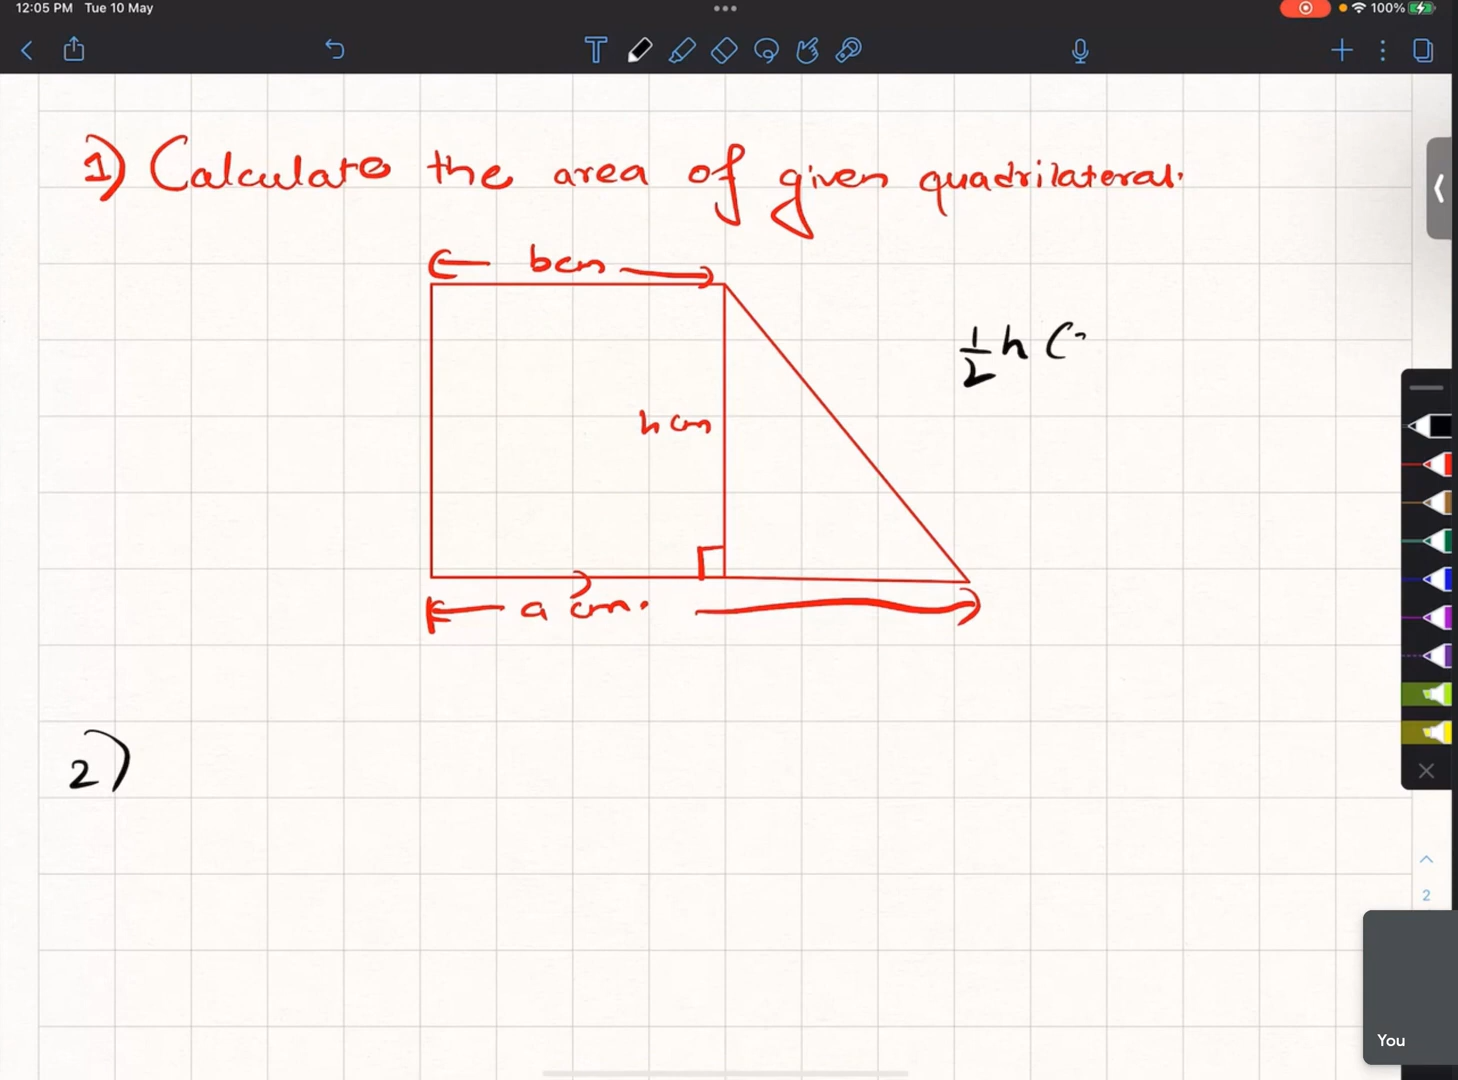 12:05 PM Tue 10 May
100%
T
1) Calculate the area of given quadrilateral.
bcm
1/2 h (
h cm
a cm.
2)
2
You